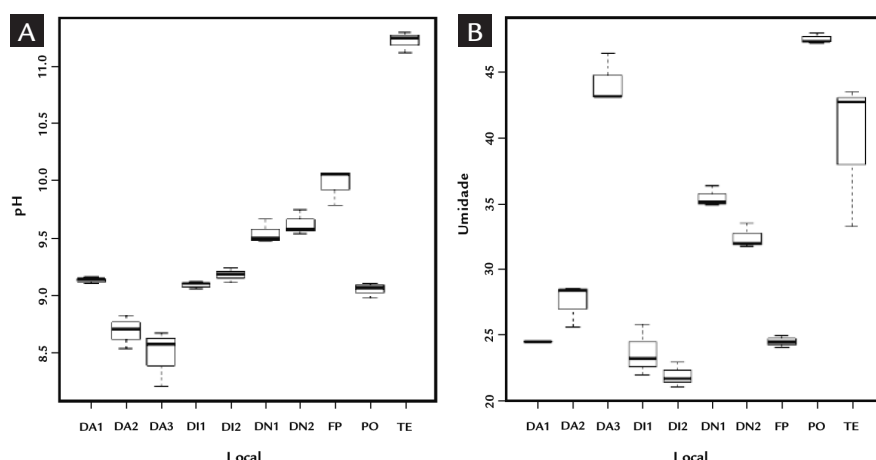 A
pH
11.0
10.5
10.0
9.5
9.0
8.5
DA1 DA2 DA3 DI1 DI2 DN1 DN2 FP PO TE
Local
B
Umidade
45
40
35
30
25
20
DA1 DA2 DA3 DI1 DI2 DN1 DN2 FP PO TE
Local